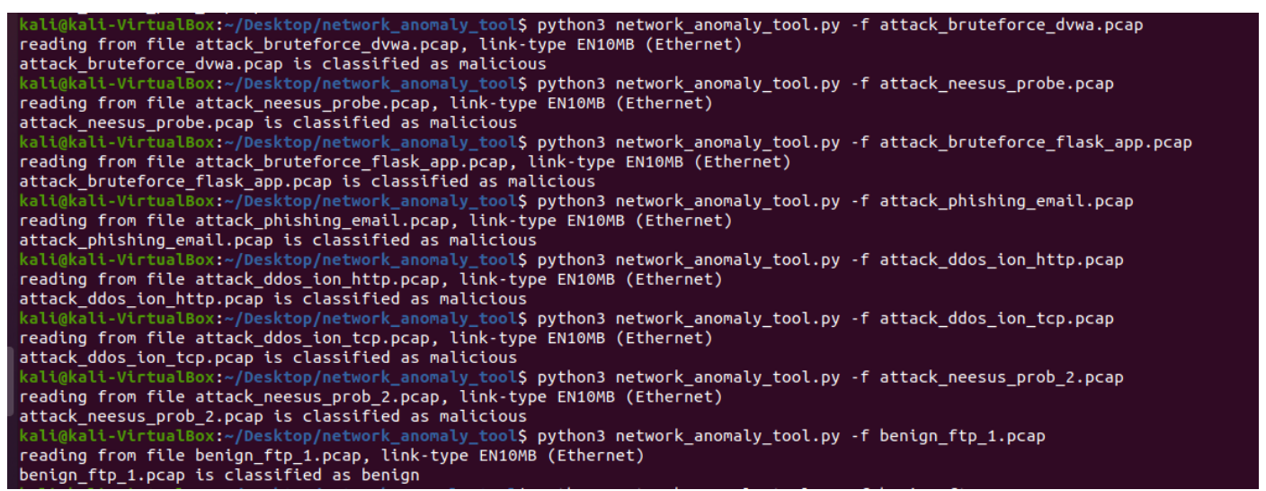 kali@kali-VirtualBox:~/Desktop/network_anomaly_tool$ python3 network_anomaly_tool.py -f attack_bruteforce_dvwa.pcap
reading from file attack_bruteforce_dvwa.pcap, link-type EN10MB (Ethernet)
attack_bruteforce_dvwa.pcap is classified as malicious
kali@kali-VirtualBox:~/Desktop/network_anomaly_tool$ python3 network_anomaly_tool.py -f attack_neesus_probe.pcap
reading from file attack_neesus_probe.pcap, link-type EN10MB (Ethernet)
attack_neesus_probe.pcap is classified as malicious
kali@kali-VirtualBox:~/Desktop/network_anomaly_tool$ python3 network_anomaly_tool.py -f attack_bruteforce_flask_app.pcap
reading from file attack_bruteforce_flask_app.pcap, link-type EN10MB (Ethernet)
attack_bruteforce_flask_app.pcap is classified as malicious
kali@kali-VirtualBox:~/Desktop/network_anomaly_tool$ python3 network_anomaly_tool.py -f attack_phishing_email.pcap
reading from file attack_phishing_email.pcap, link-type EN10MB (Ethernet)
attack_phishing_email.pcap is classified as malicious
kali@kali-VirtualBox:~/Desktop/network_anomaly_tool$ python3 network_anomaly_tool.py -f attack_ddos_ion_http.pcap
reading from file attack_ddos_ion_http.pcap, link-type EN10MB (Ethernet)
attack_ddos_ion_http.pcap is classified as malicious
kali@kali-VirtualBox:~/Desktop/network_anomaly_tool$ python3 network_anomaly_tool.py -f attack_ddos_ion_tcp.pcap
reading from file attack_ddos_ion_tcp.pcap, link-type EN10MB (Ethernet)
attack_ddos_ion_tcp.pcap is classified as malicious
kali@kali-VirtualBox:~/Desktop/network_anomaly_tool$ python3 network_anomaly_tool.py -f attack_neesus_prob_2.pcap
reading from file attack_neesus_prob_2.pcap, link-type EN10MB (Ethernet)
attack_neesus_prob_2.pcap is classified as malicious
kali@kali-VirtualBox:~/Desktop/network_anomaly_tool$ python3 network_anomaly_tool.py -f benign_ftp_1.pcap
reading from file benign_ftp_1.pcap, link-type EN10MB (Ethernet)
benign_ftp_1.pcap is classified as benign